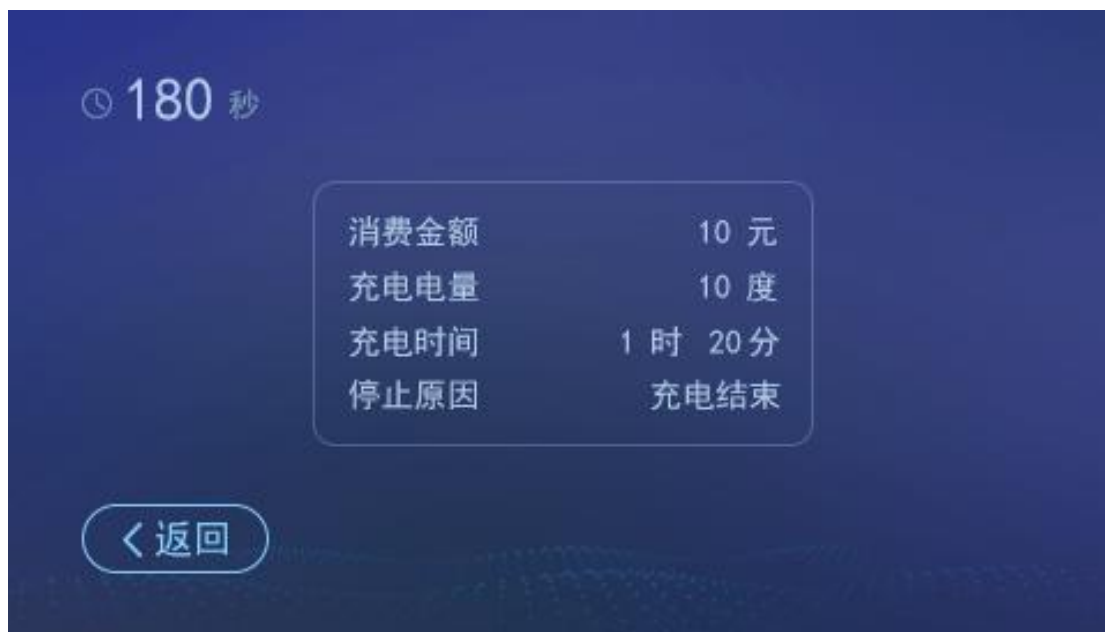 180 秒
消费金额 10 元
充电电量 10 度
充电时间 1 时 20分
停止原因 充电结束
返回